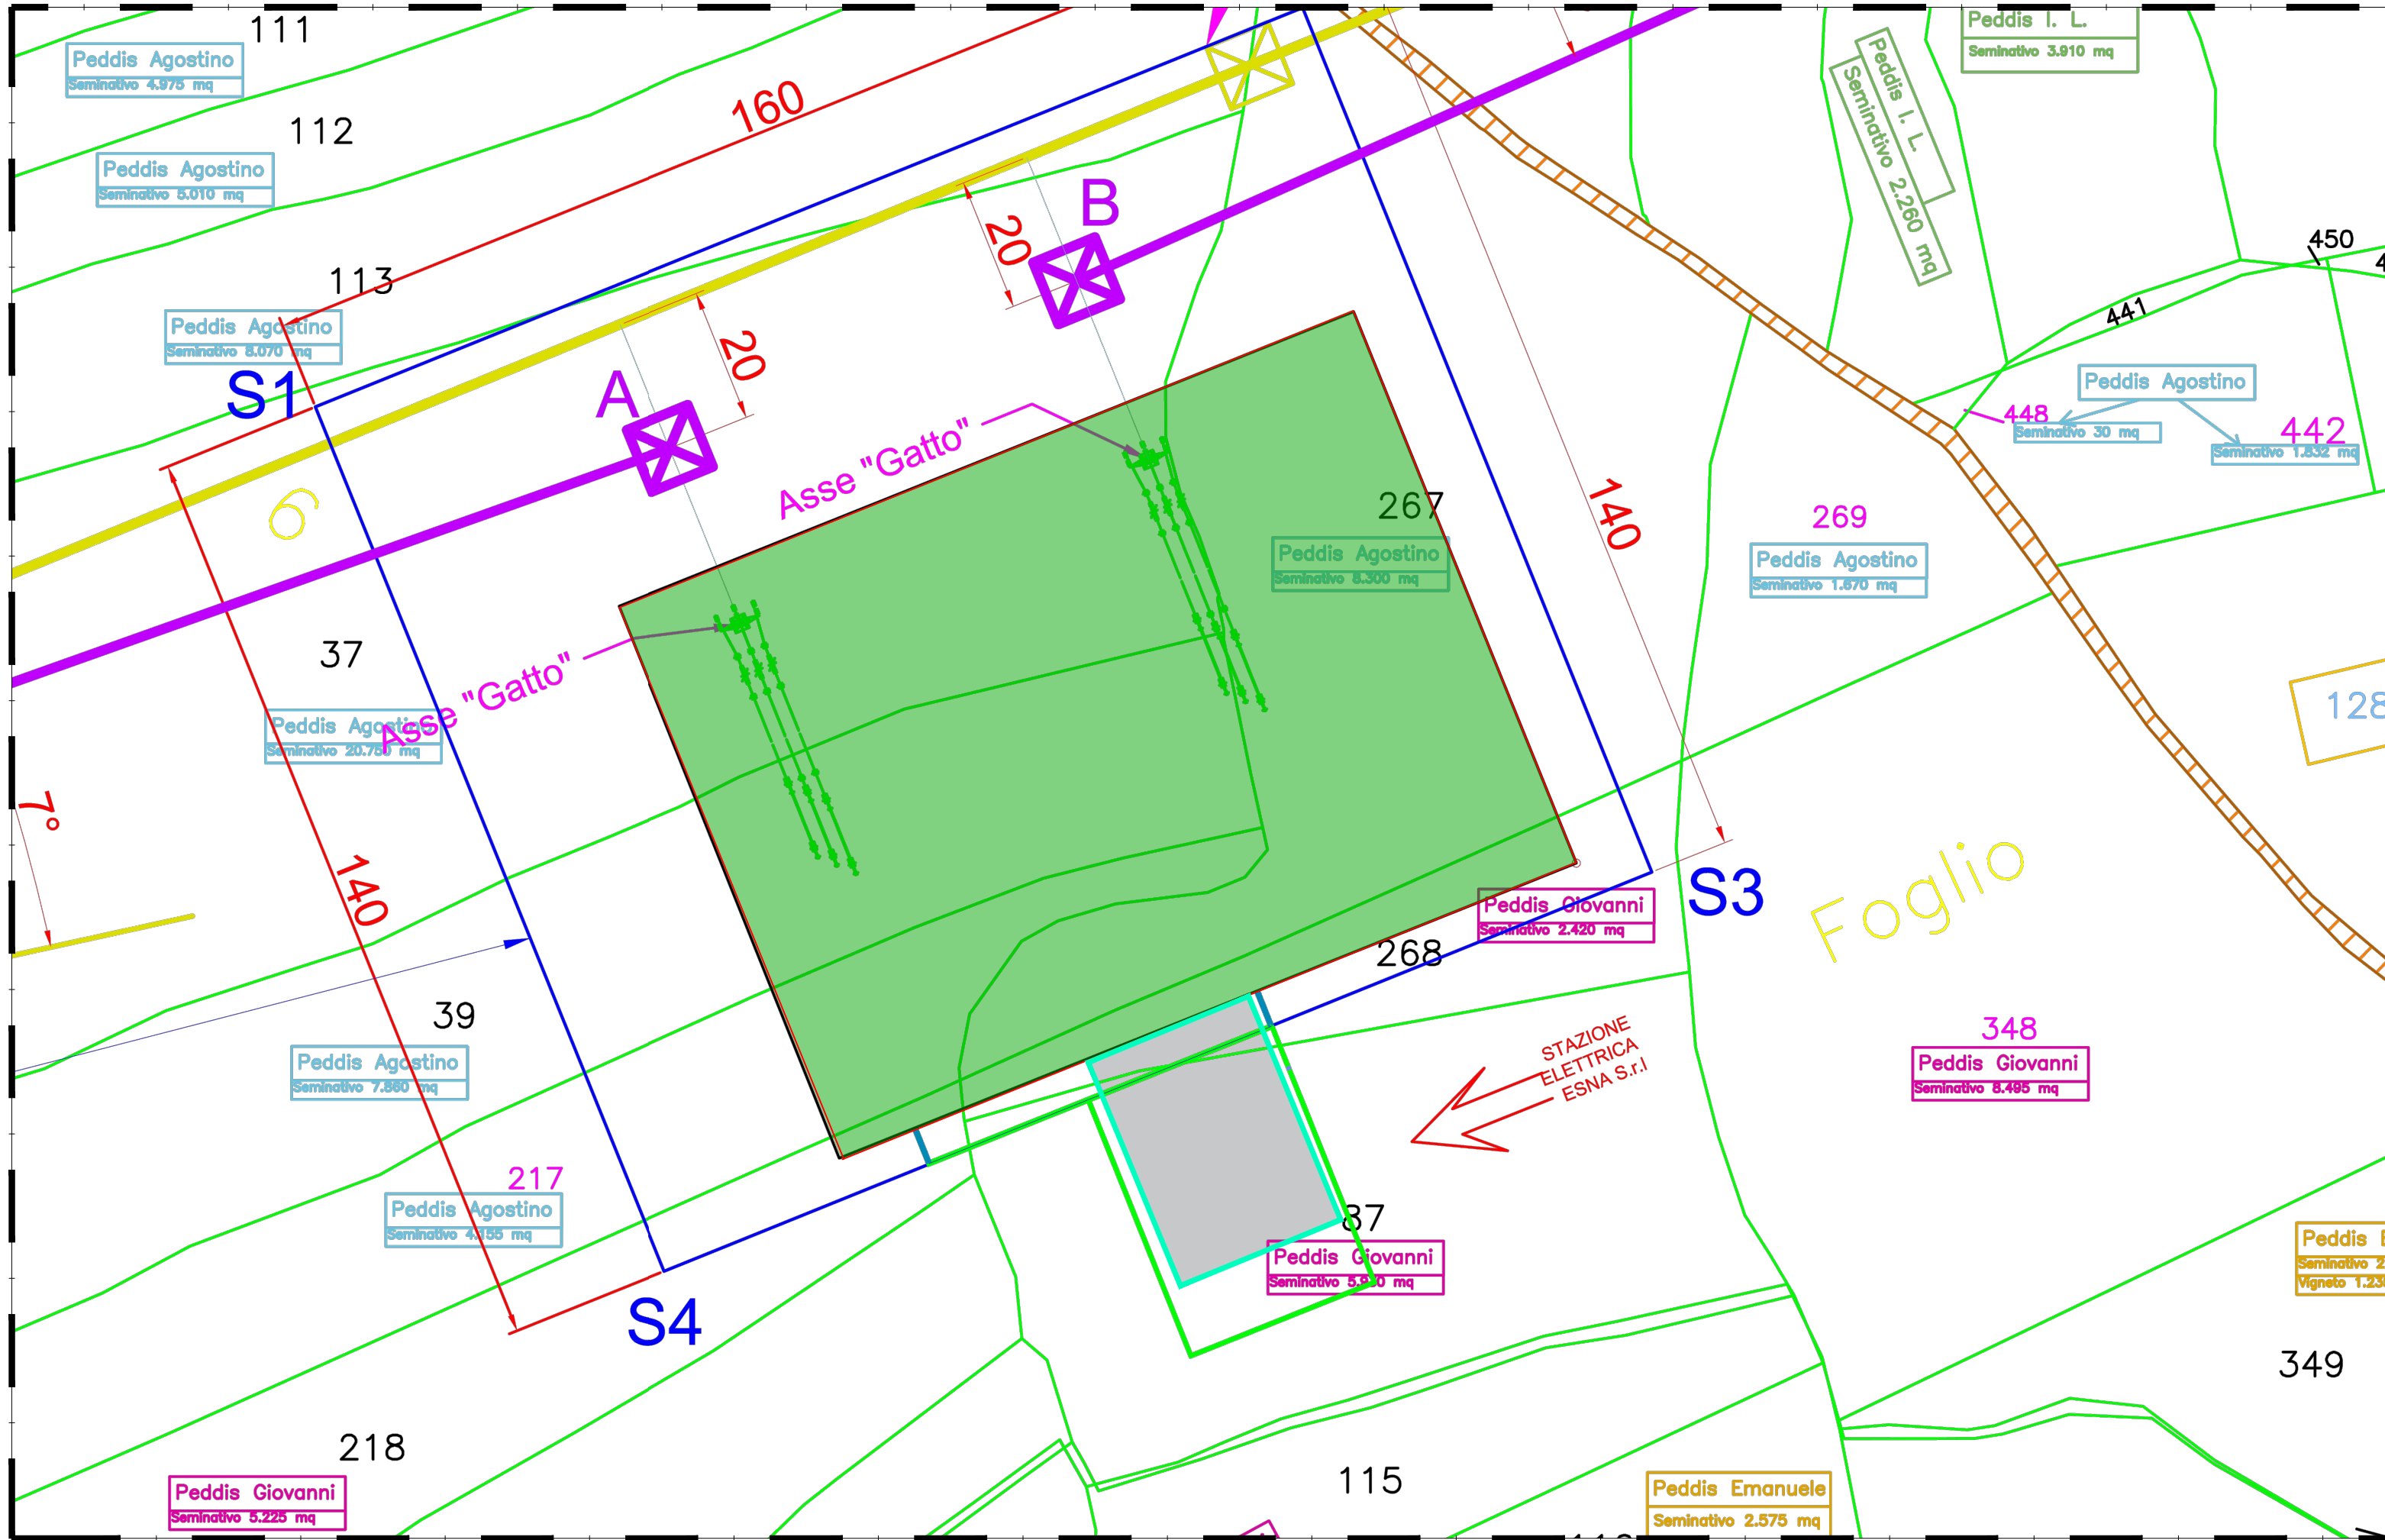 111
Peddis Agostino
Seminativo 4.975 mq
112
Peddis Agostino
Seminativo 5.010 mq
113
Peddis Agostino
Seminativo 8.070 mq
160
Peddis I. L.
Seminativo 3.910 mq
Peddis I. L.
Seminativo 2.260 mq
450
441
Peddis Agostino
448
Seminativo 30 mq
442
Seminativo 1.832 mq
S1
A
B
20
20
6
Asse "Gatto"
Asse "Gatto"
267
Peddis Agostino
Seminativo 8.300 mq
140
269
Peddis Agostino
Seminativo 1.670 mq
37
Peddis Agostino
Seminativo 20.750 mq
128
7°
140
Peddis Giovanni
Seminativo 2.420 mq
268
S3
Foglio
39
Peddis Agostino
Seminativo 7.860 mq
STAZIONE
ELETTRICA
ESNA S.r.l
348
Peddis Giovanni
Seminativo 8.495 mq
217
Peddis Agostino
Seminativo 4.155 mq
S4
87
Peddis Giovanni
Peddis
Seminativo
Vigneto
349
218
Peddis Giovanni
Seminativo 5.225 mq
115
Peddis Emanuele
Seminativo 2.575 mq